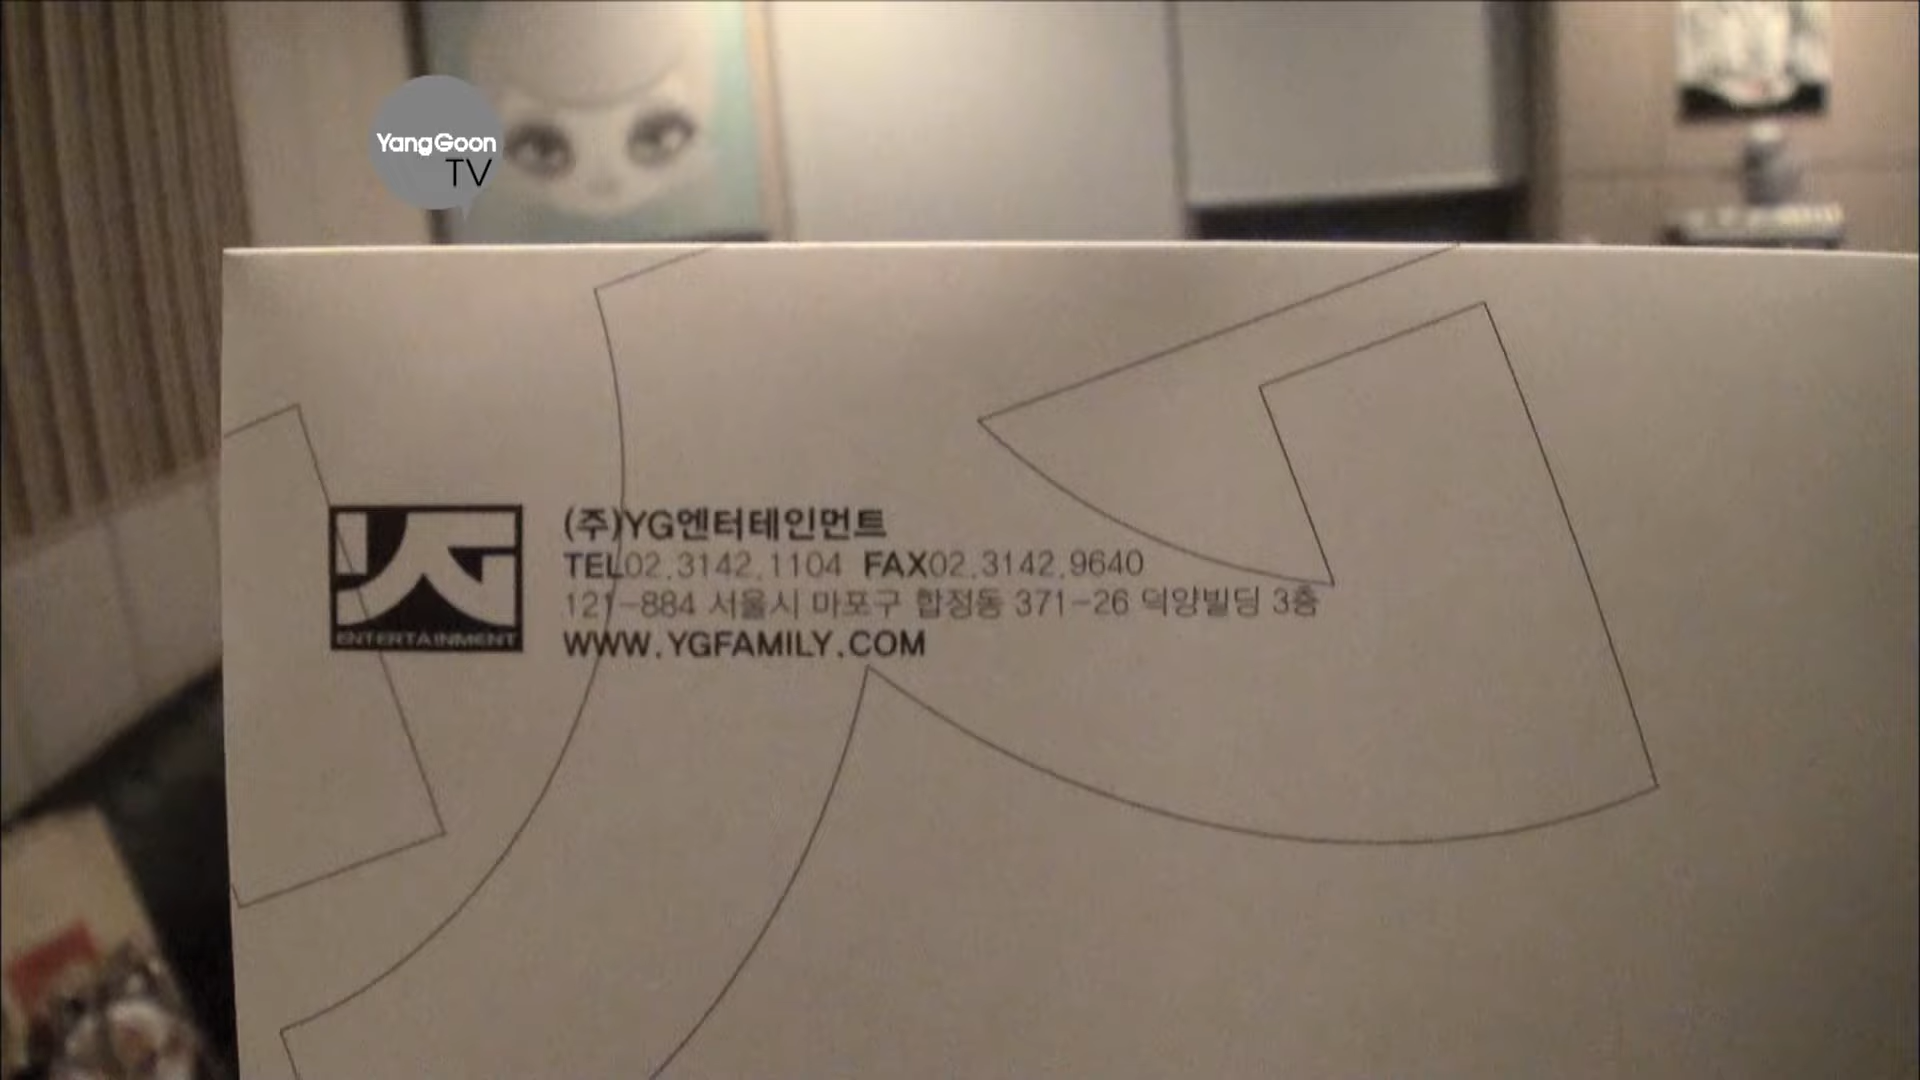 YangGoon
TV
(주)YG엔터테인먼트
TEL02.3142.1104 FAX02.3142.9640
121-884 서울시 마포구 합정동 371-26 덕양빌딩 3층
WWW.YGFAMILY.COM
YG
ENTERTAINMENT